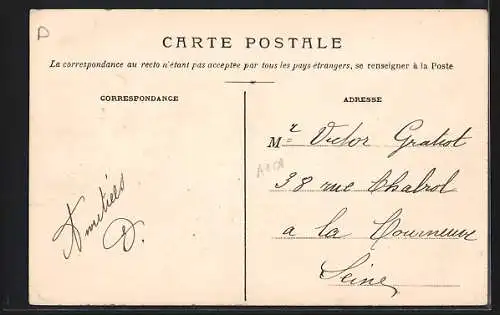 D
CARTE POSTALE
La correspondance au recto n'étant pas acceptée par tous les pays étrangers, se renseigner à la Poste
CORRESPONDANCE
ADRESSE
Mr Victor Gratiot
38 rue Chabrol
a la Courneuve
Seine
Amitiés
D.